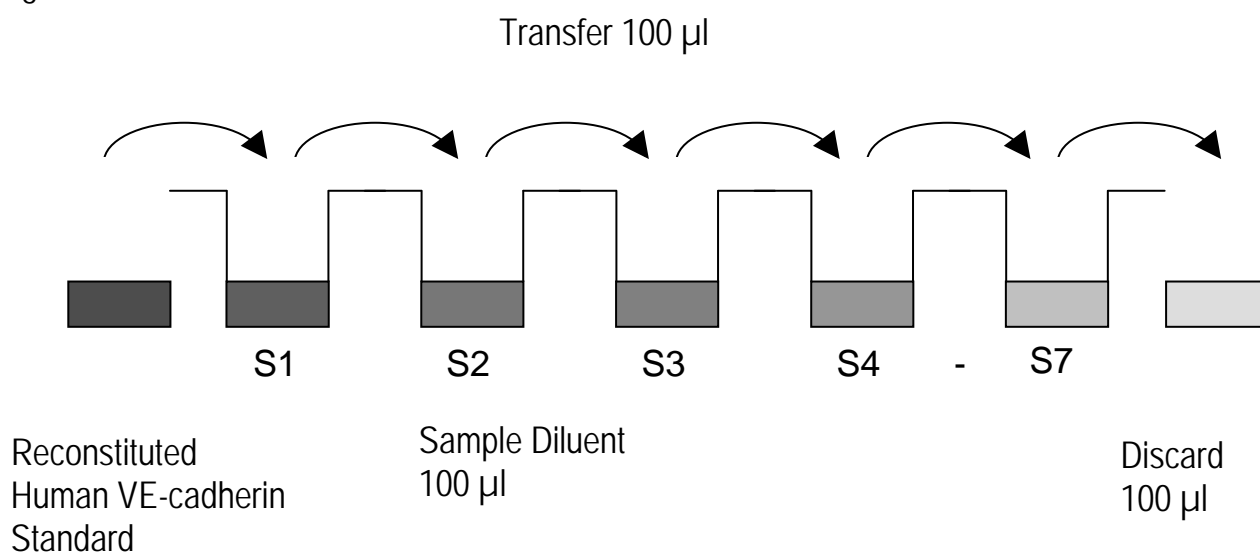 Transfer 100 µl
S1 S2 S3 S4 - S7
Reconstituted
Human VE-cadherin
Standard
Sample Diluent
100 µl
Discard
100 µl